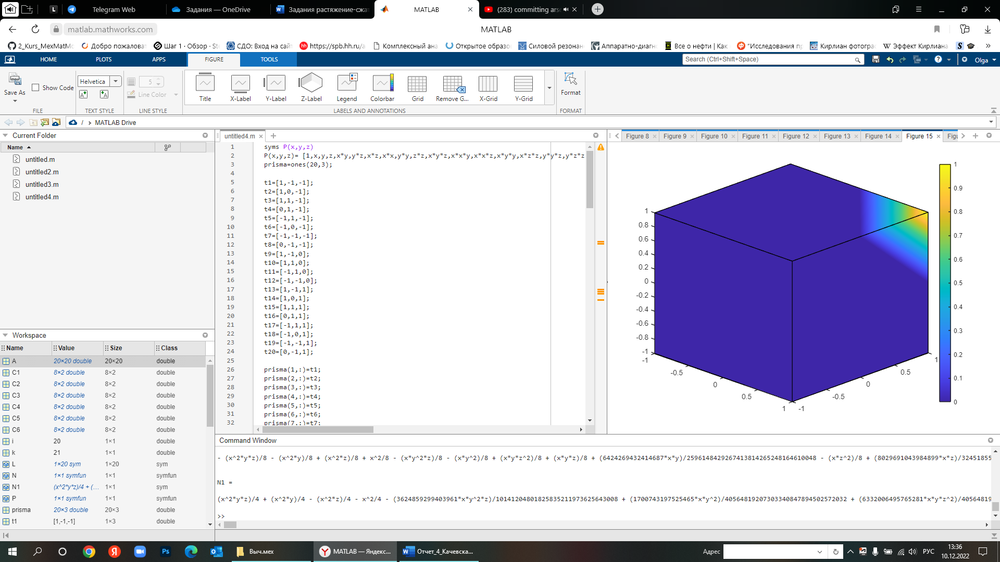 Telegram Web
Задания — OneDrive
Задания растяжение-сжат
MATLAB
(283) committing arso
matlab.mathworks.com
MATLAB
2_Kurs_MexMatMo
Добро пожаловат
Шаг 1 · Обзор · Ste
СДО: Вход на сайт
https://spb.hh.ru/a
Комплексный ана
Открытое образо
Силовой резонан
Аппаратно-диагн
Все о нефти | Как
"Исследования п
Кирлиан фотограс
Эффект Кирлиана
HOME
PLOTS
APPS
FIGURE
TOOLS
Search (Ctrl+Shift+Space)
Olga
Save As
Show Code
Helvetica
5
Line Color
Title
X-Label
Y-Label
Z-Label
Legend
Colorbar
Grid
Remove G...
X-Grid
Y-Grid
Format
FILE
TEXT STYLE
LINE STYLE
LABELS AND ANNOTATIONS
FORMAT
/ > MATLAB Drive
Current Folder
Name
untitled.m
untitled2.m
untitled3.m
untitled4.m
Workspace
Name Value Size Class
A 20×20 double 20×20 double
C1 8×2 double 8×2 double
C2 8×2 double 8×2 double
C3 8×2 double 8×2 double
C4 8×2 double 8×2 double
C5 8×2 double 8×2 double
C6 8×2 double 8×2 double
i 20 1×1 double
k 21 1×1 double
L 1×20 sym 1×20 sym
N 1×1 symfun 1×1 symfun
N1 (x^2*y*z)/4 + (... 1×1 sym
P 1×1 symfun 1×1 symfun
prisma 20×3 double 20×3 double
t1 [1,-1,-1] 1×3 double
untitled4.m
1 syms P(x,y,z)
2 P(x,y,z)= [1,x,y,z,x*y,y*z,x*z,x*x,y*y,z*z,x*y*z,x*x*y,x*x*z,x*y*y,x*z*z,y*y*z,y*z*z
3 prisma=ones(20,3);
4
5 t1=[1,-1,-1];
6 t2=[1,0,-1];
7 t3=[1,1,-1];
8 t4=[0,1,-1];
9 t5=[-1,1,-1];
10 t6=[-1,0,-1];
11 t7=[-1,-1,-1];
12 t8=[0,-1,-1];
13 t9=[1,-1,0];
14 t10=[1,1,0];
15 t11=[-1,1,0];
16 t12=[-1,-1,0];
17 t13=[1,-1,1];
18 t14=[1,0,1];
19 t15=[1,1,1];
20 t16=[0,1,1];
21 t17=[-1,1,1];
22 t18=[-1,0,1];
23 t19=[-1,-1,1];
24 t20=[0,-1,1];
25
26 prisma(1,:)=t1;
27 prisma(2,:)=t2;
28 prisma(3,:)=t3;
29 prisma(4,:)=t4;
30 prisma(5,:)=t5;
31 prisma(6,:)=t6;
32 prisma(7,:)=t7;
Figure 8
Figure 9
Figure 10
Figure 11
Figure 12
Figure 13
Figure 14
Figure 15
Figu
1
0.8
0.6
0.4
0.2
0
-0.2
-0.4
-0.6
-0.8
-1
-1
-0.5
0
0.5
1
-1
-0.5
0
0.5
1
1
0.9
0.8
0.7
0.6
0.5
0.4
0.3
0.2
0.1
0
Command Window
- (x^2*y*z)/8 - (x^2*y)/8 + (x^2*z)/8 + x^2/8 - (x*y^2*z)/8 - (x*y^2)/8 + (x*y*z^2)/8 + (x*y*z)/8 + (6424269432414687*x*y)/2596148429267413814265248164610048 - (x*z^2)/8 + (8029691043984899*x*z)/32451855
N1 =
(x^2*y*z)/4 + (x^2*y)/4 - (x^2*z)/4 - x^2/4 - (3624859299403961*x*y^2*z)/10141204801825835211973625643008 + (1700743197525465*x*y^2)/40564819207303340847894502572032 + (6332006495765281*x*y*z^2)/40564819
>>
Выч.мех
MATLAB — Яндекс...
Отчет_4_Качевска...
Адрес
РУС
13:36
10.12.2022